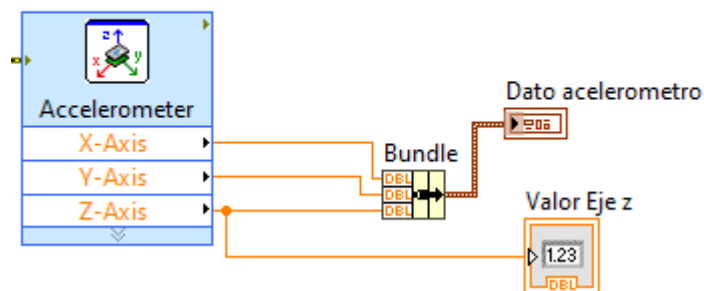 z
x
y
Accelerometer
X-Axis
Y-Axis
Z-Axis
Bundle
DBL
DBL
DBL
Dato acelerometro
Valor Eje z
1.23
DBL